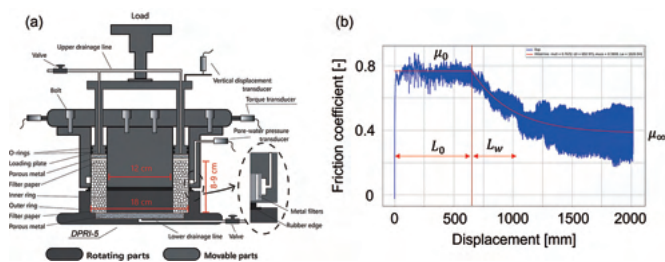 (a)
Load
Valve
Upper drainage line
Vertical displacement
transducer
Bolt
Torque transducer
Pore-water pressure
transducer
O-rings
Loading plate
Porous metal
Filter paper
Inner ring
Outer ring
Filter paper
Porous metal
12 cm
18 cm
8-9 cm
Metal filters
Rubber edge
DPRI-5
Lower drainage line
Valve
Rotating parts
Movable parts
(b)
Friction coefficient [-]
0.8
0.4
0
μ0
μ∞
L0
Lw
0
500
1000
1500
2000
Displacement [mm]